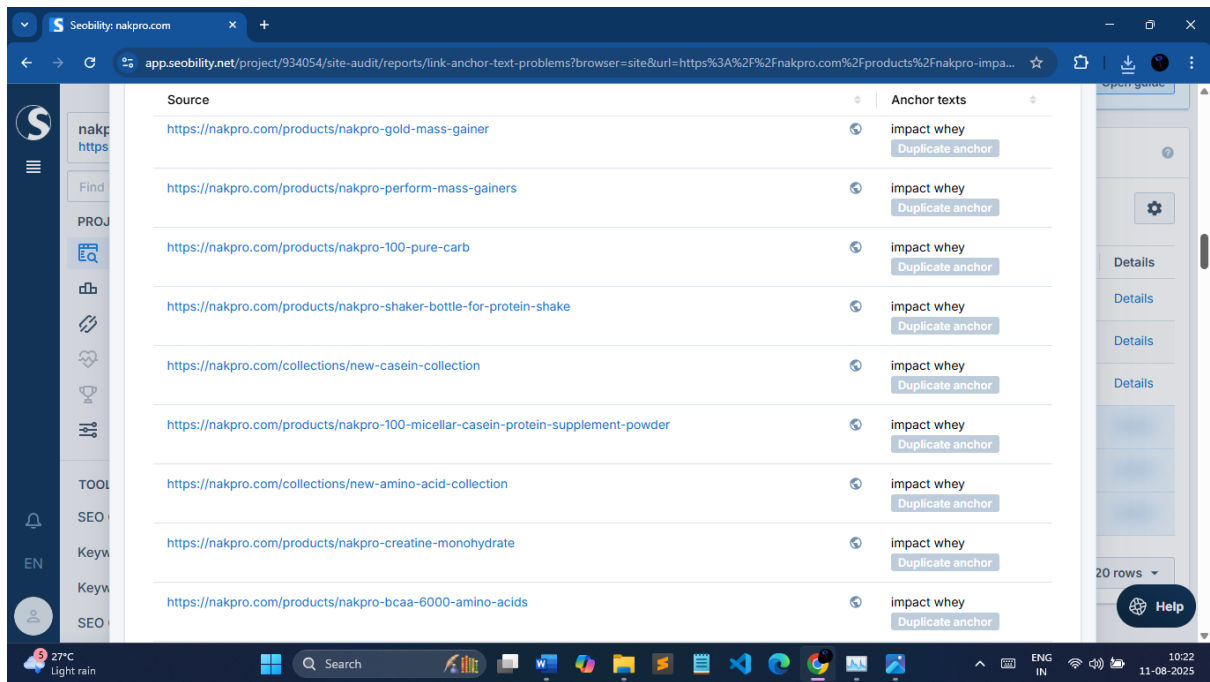 Seobility: nakpro.com
app.seobility.net/project/934054/site-audit/reports/link-anchor-text-problems?browser=site&url=https%3A%2F%2Fnakpro.com%2Fproducts%2Fnakpro-impa...
Open guide
Source Anchor texts
nakp
https
https://nakpro.com/products/nakpro-gold-mass-gainer impact whey
Duplicate anchor
Find
https://nakpro.com/products/nakpro-perform-mass-gainers impact whey
Duplicate anchor
PROJ
https://nakpro.com/products/nakpro-100-pure-carb impact whey
Duplicate anchor
Details
https://nakpro.com/products/nakpro-shaker-bottle-for-protein-shake impact whey
Duplicate anchor
Details
https://nakpro.com/collections/new-casein-collection impact whey
Duplicate anchor
Details
Details
https://nakpro.com/products/nakpro-100-micellar-casein-protein-supplement-powder impact whey
Duplicate anchor
TOOL
https://nakpro.com/collections/new-amino-acid-collection impact whey
Duplicate anchor
SEO
https://nakpro.com/products/nakpro-creatine-monohydrate impact whey
Duplicate anchor
Keyw
EN
20 rows
Keyw
https://nakpro.com/products/nakpro-bcaa-6000-amino-acids impact whey
Duplicate anchor
SEO
Help
5
27°C
Light rain
Search
ENG
IN
10:22
11-08-2025